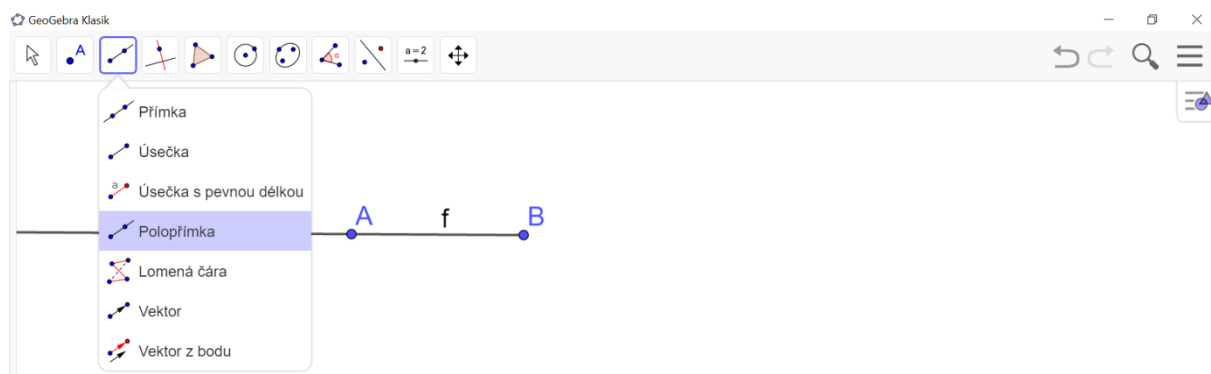 GeoGebra Klasik
A
α
a=2
Přímka
Úsečka
a
Úsečka s pevnou délkou
Polopřímka
A
f
B
Lomená čára
Vektor
Vektor z bodu